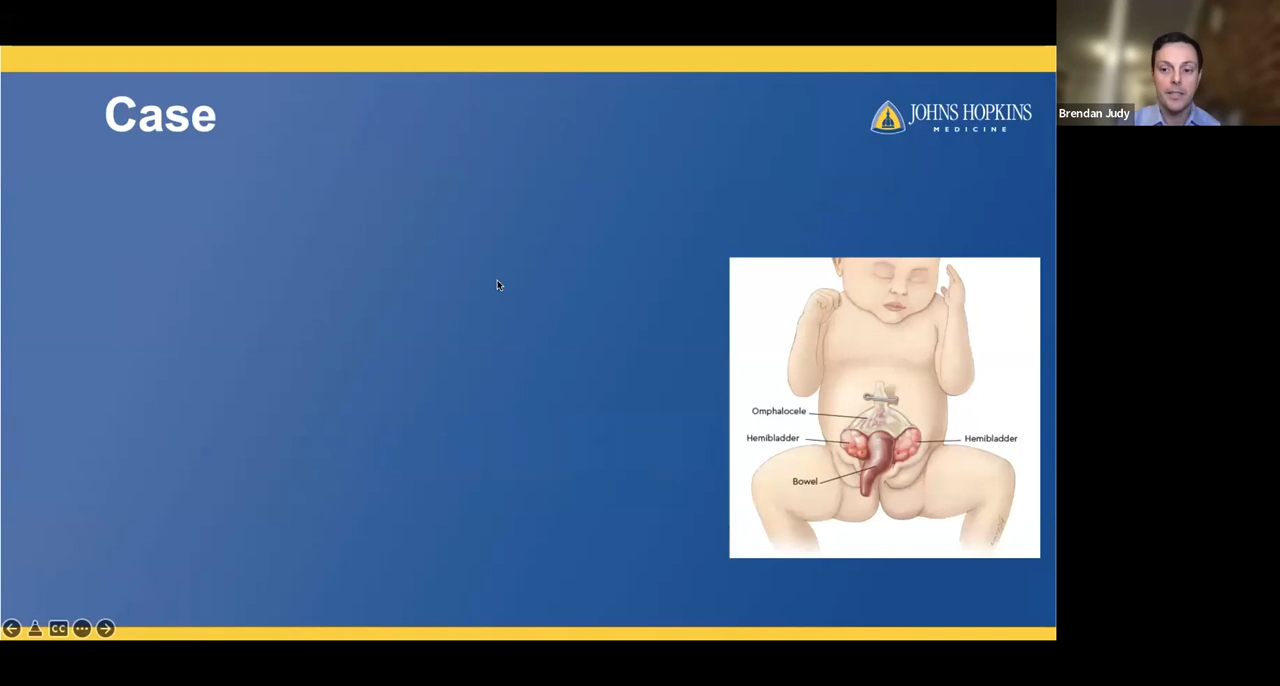 Case
JOHNS HOPKINS
MEDICINE
Brendan Judy
Omphalocele
Hemibladder
Hemibladder
Bowel
CC